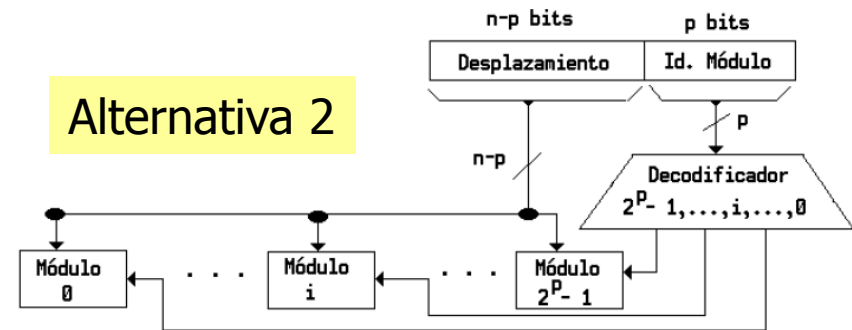 n-p bits p bits
Desplazamiento Id. Módulo
Alternativa 2
p
n-p
Decodificador
2^P- 1,...,i,...,0
Módulo . . . Módulo . . . Módulo
0 i 2^P- 1